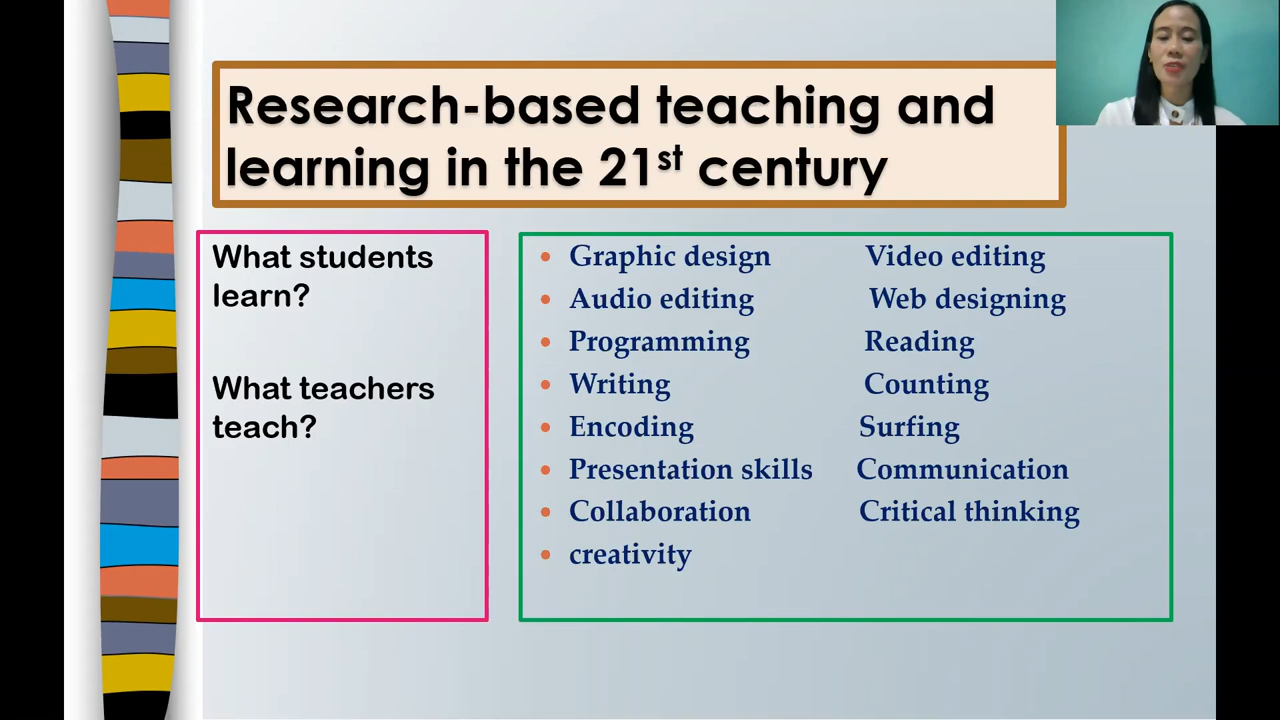 Research-based teaching and
learning in the 21st century
What students
learn?
What teachers
teach?
• Graphic design Video editing
• Audio editing Web designing
• Programming Reading
• Writing Counting
• Encoding Surfing
• Presentation skills Communication
• Collaboration Critical thinking
• creativity